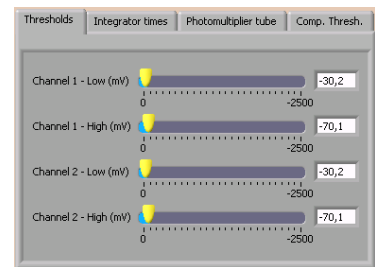 Thresholds Integrator times Photomultiplier tube Comp. Thresh.
Channel 1 - Low (mV) -30,2
0 -2500
Channel 1 - High (mV) -70,1
0 -2500
Channel 2 - Low (mV) -30,2
0 -2500
Channel 2 - High (mV) -70,1
0 -2500